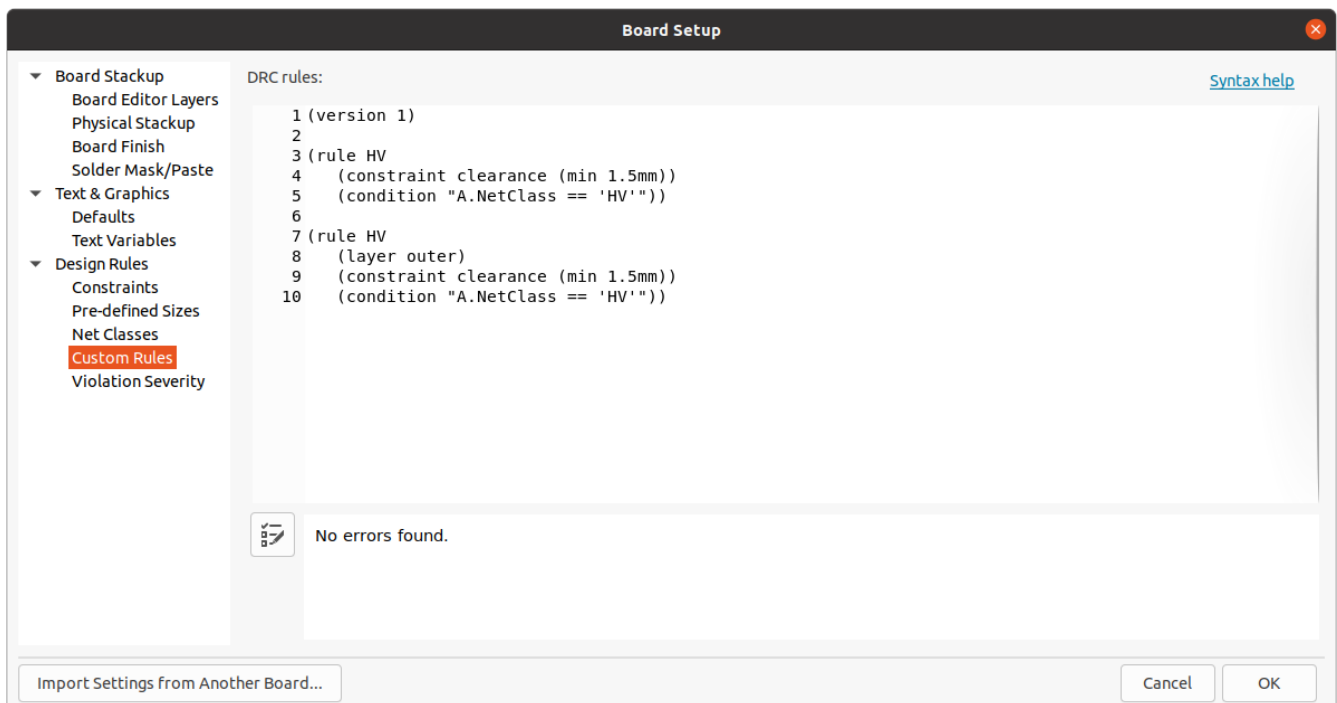 Board Setup
Board Stackup
Board Editor Layers
Physical Stackup
Board Finish
Solder Mask/Paste
Text & Graphics
Defaults
Text Variables
Design Rules
Constraints
Pre-defined Sizes
Net Classes
Custom Rules
Violation Severity
DRC rules:
Syntax help
1 (version 1)
2
3 (rule HV
4    (constraint clearance (min 1.5mm))
5    (condition "A.NetClass == 'HV'"))
6
7 (rule HV
8    (layer outer)
9    (constraint clearance (min 1.5mm))
10    (condition "A.NetClass == 'HV'"))
No errors found.
Import Settings from Another Board...
Cancel
OK